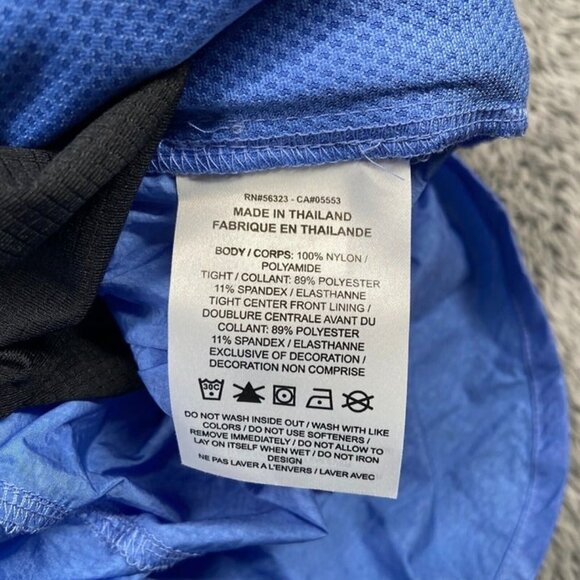 RN#56323 - CA#05553
MADE IN THAILAND
FABRIQUE EN THAILANDE
BODY / CORPS: 100% NYLON /
POLYAMIDE
TIGHT / COLLANT: 89% POLYESTER
11% SPANDEX / ELASTHANNE
TIGHT CENTER FRONT LINING /
DOUBLURE CENTRALE AVANT DU
COLLANT: 89% POLYESTER
11% SPANDEX / ELASTHANNE
EXCLUSIVE OF DECORATION /
DECORATION NON COMPRISE
30C
DO NOT WASH INSIDE OUT / WASH WITH LIKE
COLORS / DO NOT USE SOFTENERS /
REMOVE IMMEDIATELY / DO NOT ALLOW TO
LAY ON ITSELF WHEN WET / DO NOT IRON
DESIGN
NE PAS LAVER A L'ENVERS / LAVER AVEC